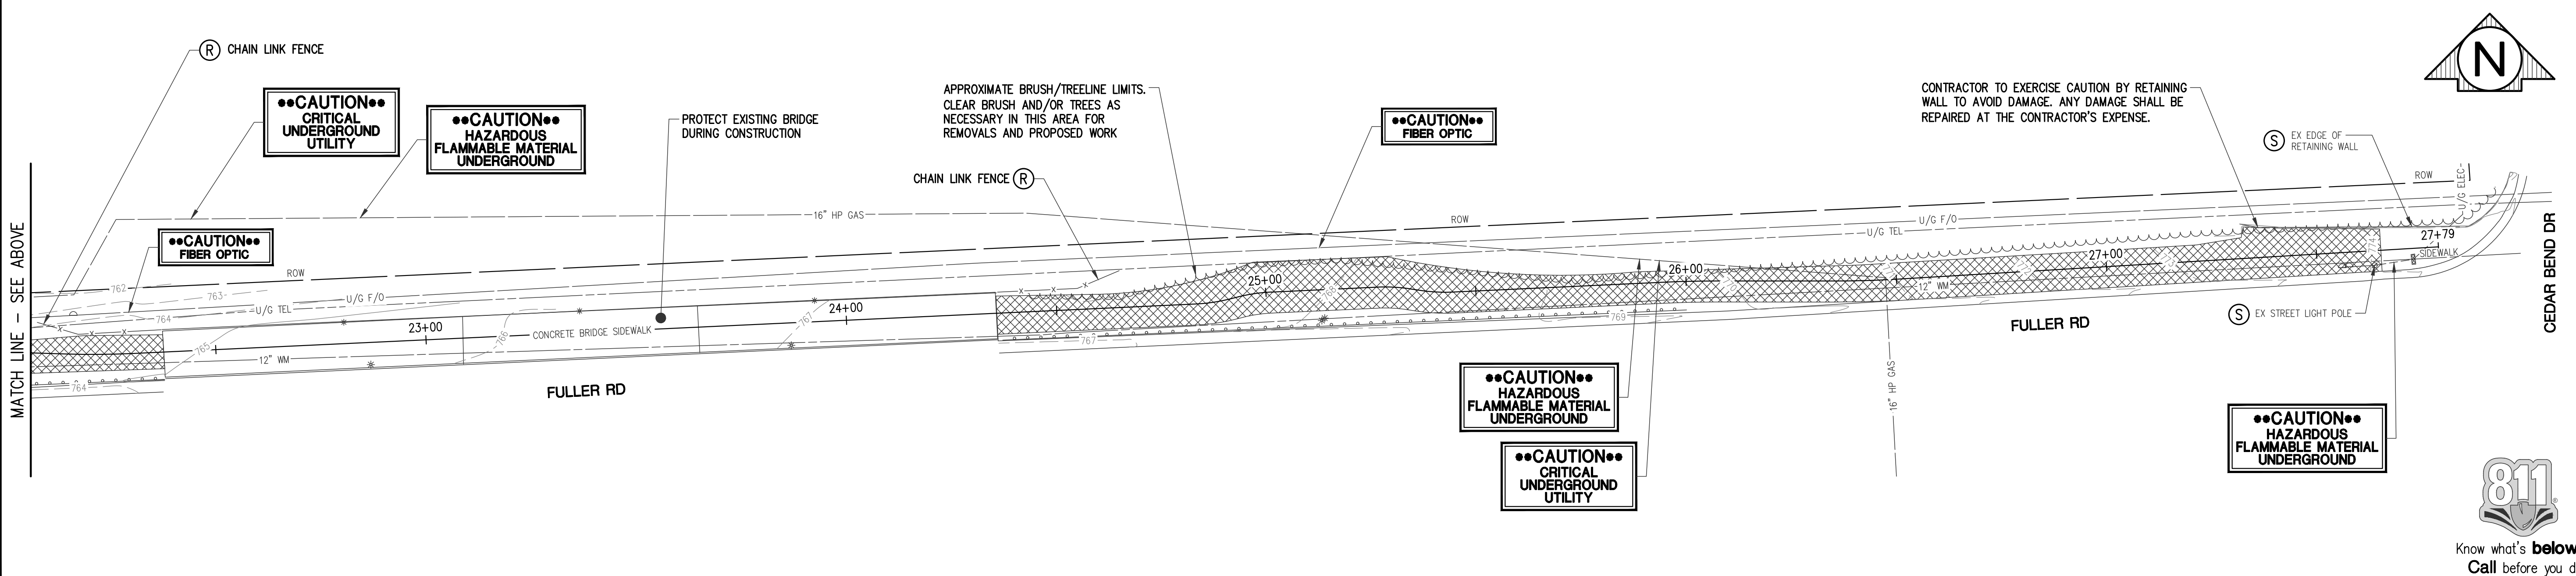 MATCH LINE - SEE ABOVE
R CHAIN LINK FENCE
••CAUTION••
CRITICAL
UNDERGROUND
UTILITY
••CAUTION••
HAZARDOUS
FLAMMABLE MATERIAL
UNDERGROUND
PROTECT EXISTING BRIDGE
DURING CONSTRUCTION
APPROXIMATE BRUSH/TREELINE LIMITS.
CLEAR BRUSH AND/OR TREES AS
NECESSARY IN THIS AREA FOR
REMOVALS AND PROPOSED WORK
CHAIN LINK FENCE R
••CAUTION••
FIBER OPTIC
CONTRACTOR TO EXERCISE CAUTION BY RETAINING
WALL TO AVOID DAMAGE. ANY DAMAGE SHALL BE
REPAIRED AT THE CONTRACTOR'S EXPENSE.
S EX EDGE OF
RETAINING WALL
N
••CAUTION••
FIBER OPTIC
16" HP GAS
ROW
ROW
ROW
U/G ELEC
U/G F/O
U/G TEL
U/G F/O
U/G TEL
762
763
764
765
766
767
764
767
768
769
774
23+00
24+00
25+00
26+00
27+00
27+79
SIDEWALK
CONCRETE BRIDGE SIDEWALK
12" WM
12" WM
16" HP GAS
FULLER RD
FULLER RD
CEDAR BEND DR
S EX STREET LIGHT POLE
••CAUTION••
HAZARDOUS
FLAMMABLE MATERIAL
UNDERGROUND
••CAUTION••
CRITICAL
UNDERGROUND
UTILITY
••CAUTION••
HAZARDOUS
FLAMMABLE MATERIAL
UNDERGROUND
811
Know what's below
Call before you d